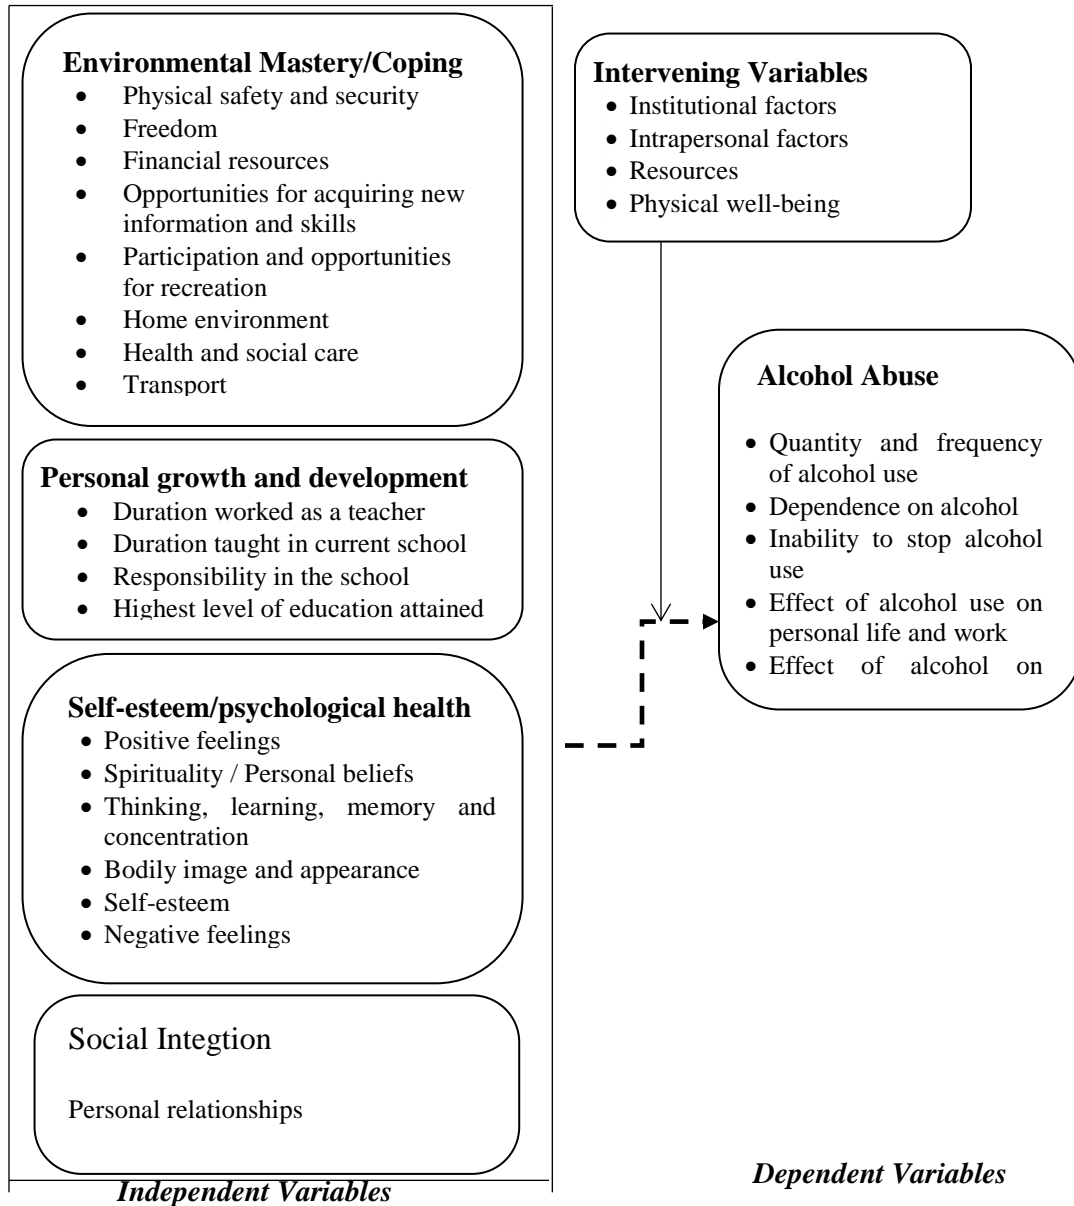 Environmental Mastery/Coping
• Physical safety and security
• Freedom
• Financial resources
• Opportunities for acquiring new
information and skills
• Participation and opportunities
for recreation
• Home environment
• Health and social care
• Transport
Personal growth and development
• Duration worked as a teacher
• Duration taught in current school
• Responsibility in the school
• Highest level of education attained
Self-esteem/psychological health
• Positive feelings
• Spirituality / Personal beliefs
• Thinking, learning, memory and
concentration
• Bodily image and appearance
• Self-esteem
• Negative feelings
Social Integtion
Personal relationships
Independent Variables
Intervening Variables
• Institutional factors
• Intrapersonal factors
• Resources
• Physical well-being
Alcohol Abuse
• Quantity and frequency
of alcohol use
• Dependence on alcohol
• Inability to stop alcohol
use
• Effect of alcohol use on
personal life and work
• Effect of alcohol on
Dependent Variables